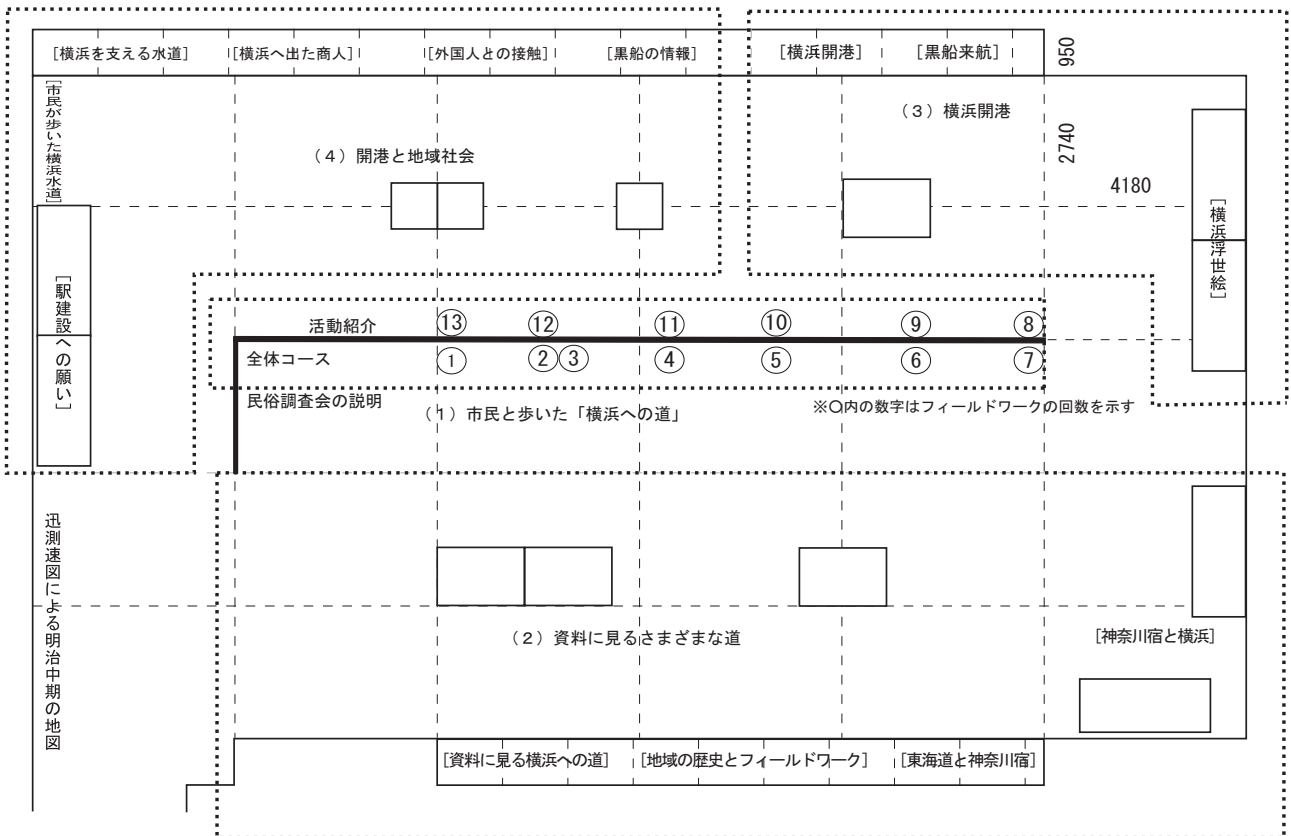 [横浜を支える水道]
[横浜へ出た商人]
[外国人との接触]
[黒船の情報]
[横浜開港]
[黒船来航]
950
[市民が歩いた横浜水道]
(3)横浜開港
2740
(4)開港と地域社会
4180
[横浜浮世絵]
[駅建設への願い]
活動紹介
⑬
⑫
⑪
⑩
⑨
⑧
全体コース
①
②
③
④
⑤
⑥
⑦
民俗調査会の説明
(1)市民と歩いた「横浜への道」
※○内の数字はフィールドワークの回数を示す
迅測速図による明治中期の地図
(2)資料に見るさまざまな道
[神奈川宿と横浜]
[資料に見る横浜への道]
[地域の歴史とフィールドワーク]
[東海道と神奈川宿]